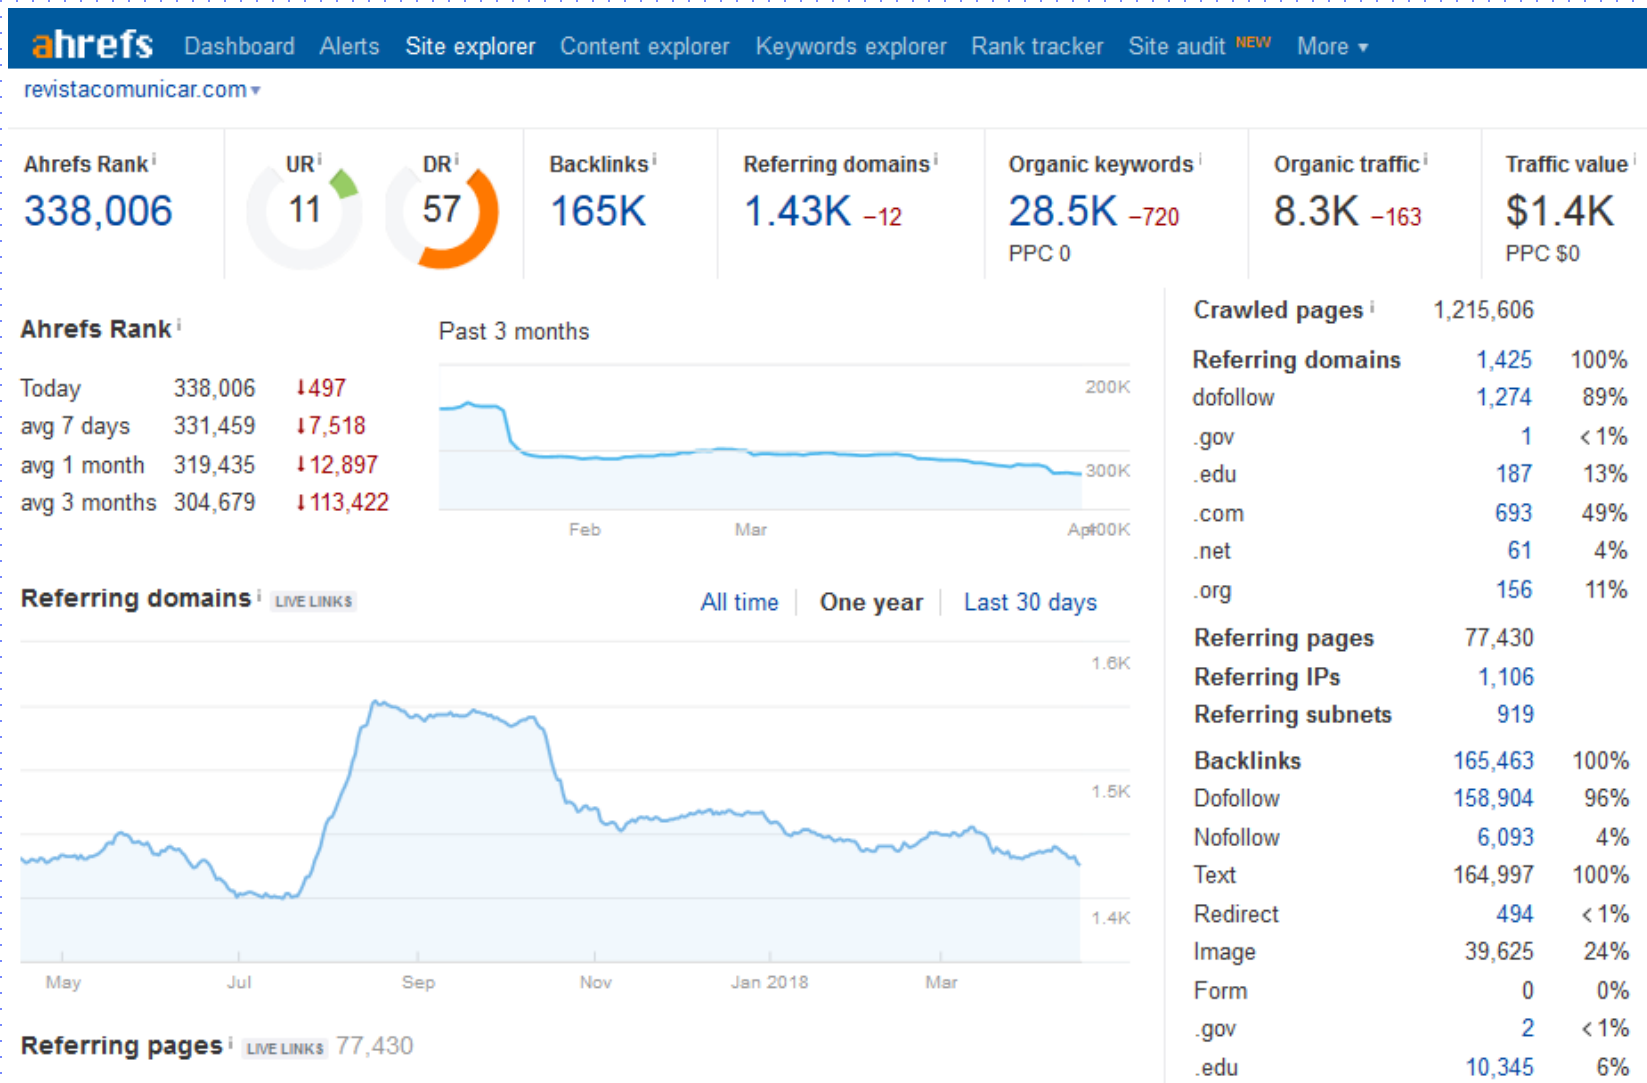 ahrefs Dashboard Alerts Site explorer Content explorer Keywords explorer Rank tracker Site audit NEW More ▾
revistacomunicar.com▾
Ahrefs Rank i UR i DR i Backlinks i Referring domains i Organic keywords i Organic traffic i Traffic value i
338,006 11 57 165K 1.43K –12 28.5K –720 8.3K –163 $1.4K
PPC 0 PPC $0
Ahrefs Rank i Past 3 months
Today 338,006 ↓497
avg 7 days 331,459 ↓7,518
avg 1 month 319,435 ↓12,897
avg 3 months 304,679 ↓113,422
200K
300K
400K
Feb Mar Apr
Referring domains i LIVE LINKS All time One year Last 30 days
1.6K
1.5K
1.4K
May Jul Sep Nov Jan 2018 Mar
Referring pages i LIVE LINKS 77,430
Crawled pages i 1,215,606
Referring domains 1,425 100%
dofollow 1,274 89%
.gov 1 <1%
.edu 187 13%
.com 693 49%
.net 61 4%
.org 156 11%
Referring pages 77,430
Referring IPs 1,106
Referring subnets 919
Backlinks 165,463 100%
Dofollow 158,904 96%
Nofollow 6,093 4%
Text 164,997 100%
Redirect 494 <1%
Image 39,625 24%
Form 0 0%
.gov 2 <1%
.edu 10,345 6%